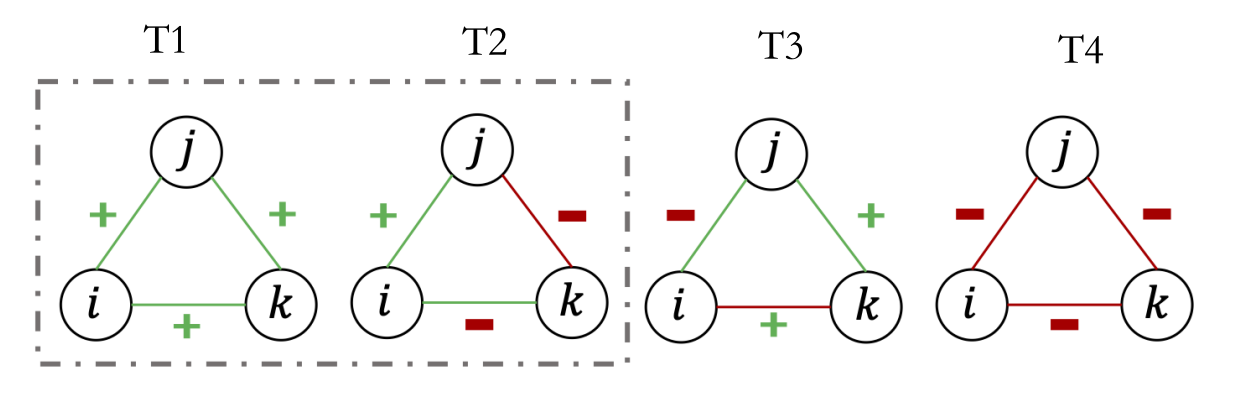 T1 T2 T3 T4
j j j j
+ + + - - + - -
i k i k i k i k
+ - + -